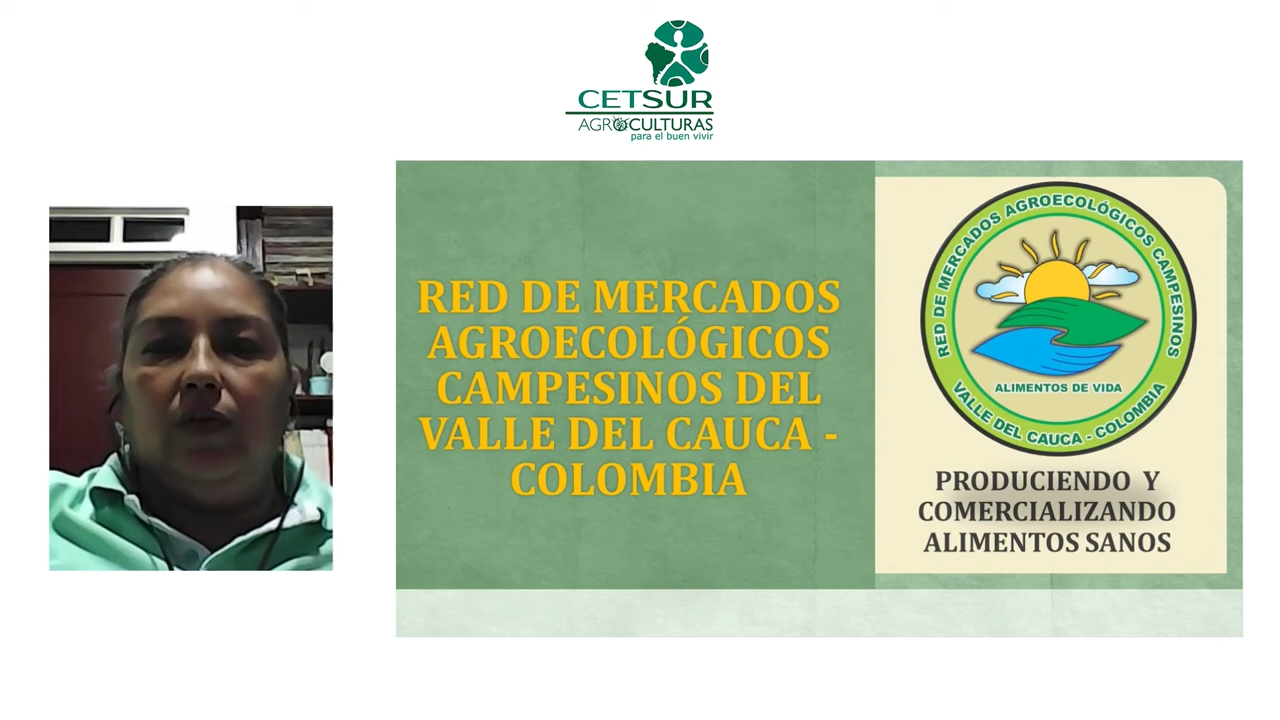 CETSUR
AGROCULTURAS
para el buen vivir
RED DE MERCADOS
AGROECOLÓGICOS
CAMPESINOS DEL
VALLE DEL CAUCA -
COLOMBIA
RED DE MERCADOS AGROECOLÓGICOS CAMPESINOS
ALIMENTOS DE VIDA
VALLE DEL CAUCA - COLOMBIA
PRODUCIENDO Y
COMERCIALIZANDO
ALIMENTOS SANOS